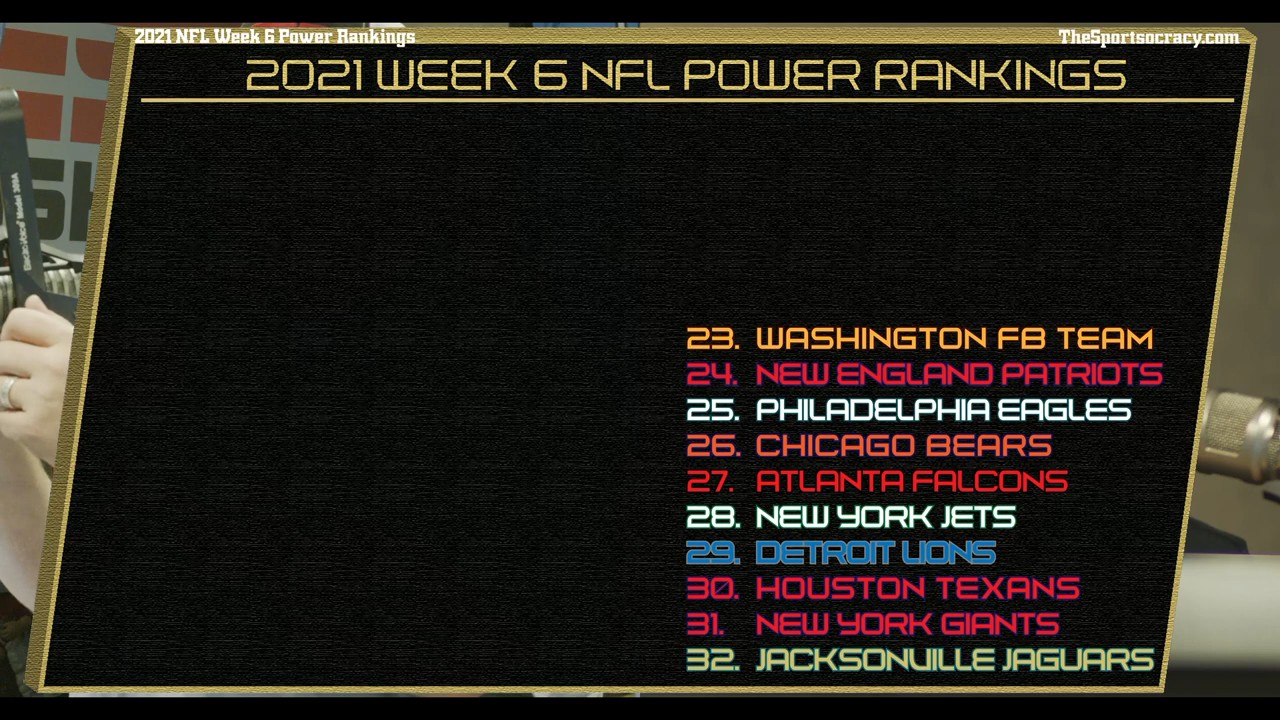 2021 NFL Week 6 Power Rankings
TheSportsocracy.com
2021 WEEK 6 NFL POWER RANKINGS
23. WASHINGTON FB TEAM
24. NEW ENGLAND PATRIOTS
25. PHILADELPHIA EAGLES
26. CHICAGO BEARS
27. ATLANTA FALCONS
28. NEW YORK JETS
29. DETROIT LIONS
30. HOUSTON TEXANS
31. NEW YORK GIANTS
32. JACKSONVILLE JAGUARS